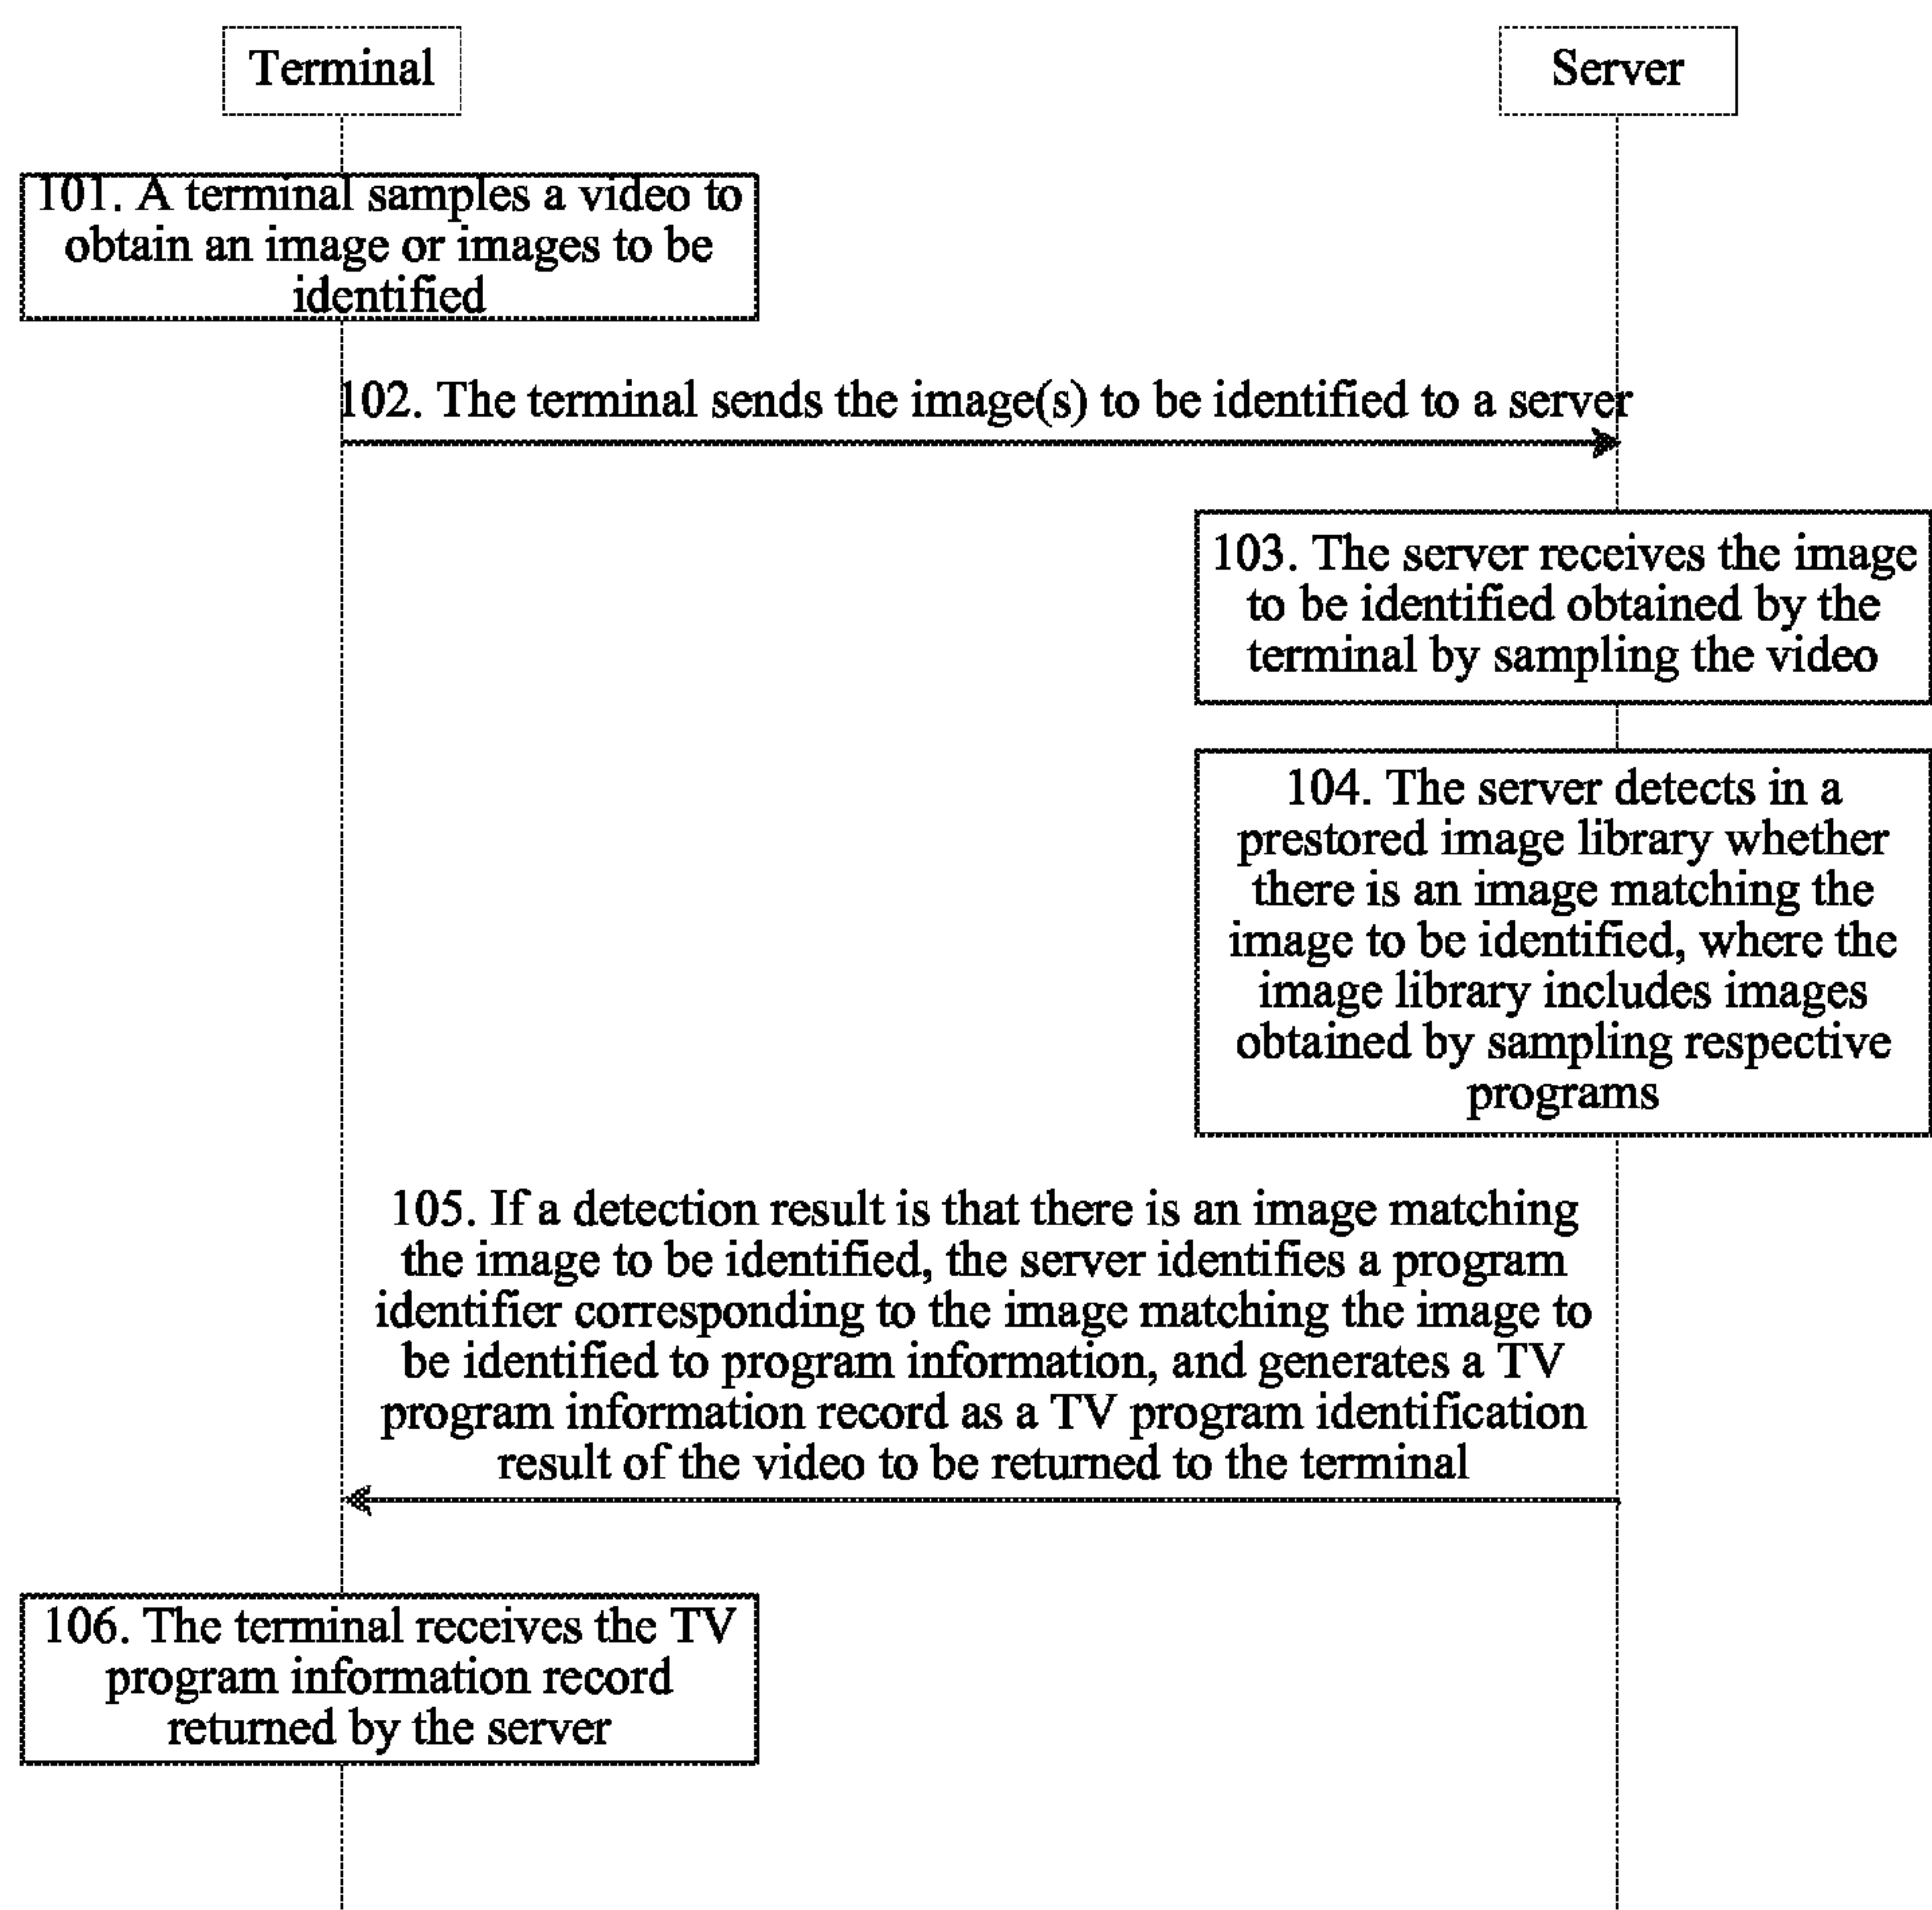 Terminal
Server
101. A terminal samples a video to
obtain an image or images to be
identified
102. The terminal sends the image(s) to be identified to a server
103. The server receives the image
to be identified obtained by the
terminal by sampling the video
104. The server detects in a
prestored image library whether
there is an image matching the
image to be identified, where the
image library includes images
obtained by sampling respective
programs
105. If a detection result is that there is an image matching
the image to be identified, the server identifies a program
identifier corresponding to the image matching the image to
be identified to program information, and generates a TV
program information record as a TV program identification
result of the video to be returned to the terminal
106. The terminal receives the TV
program information record
returned by the server